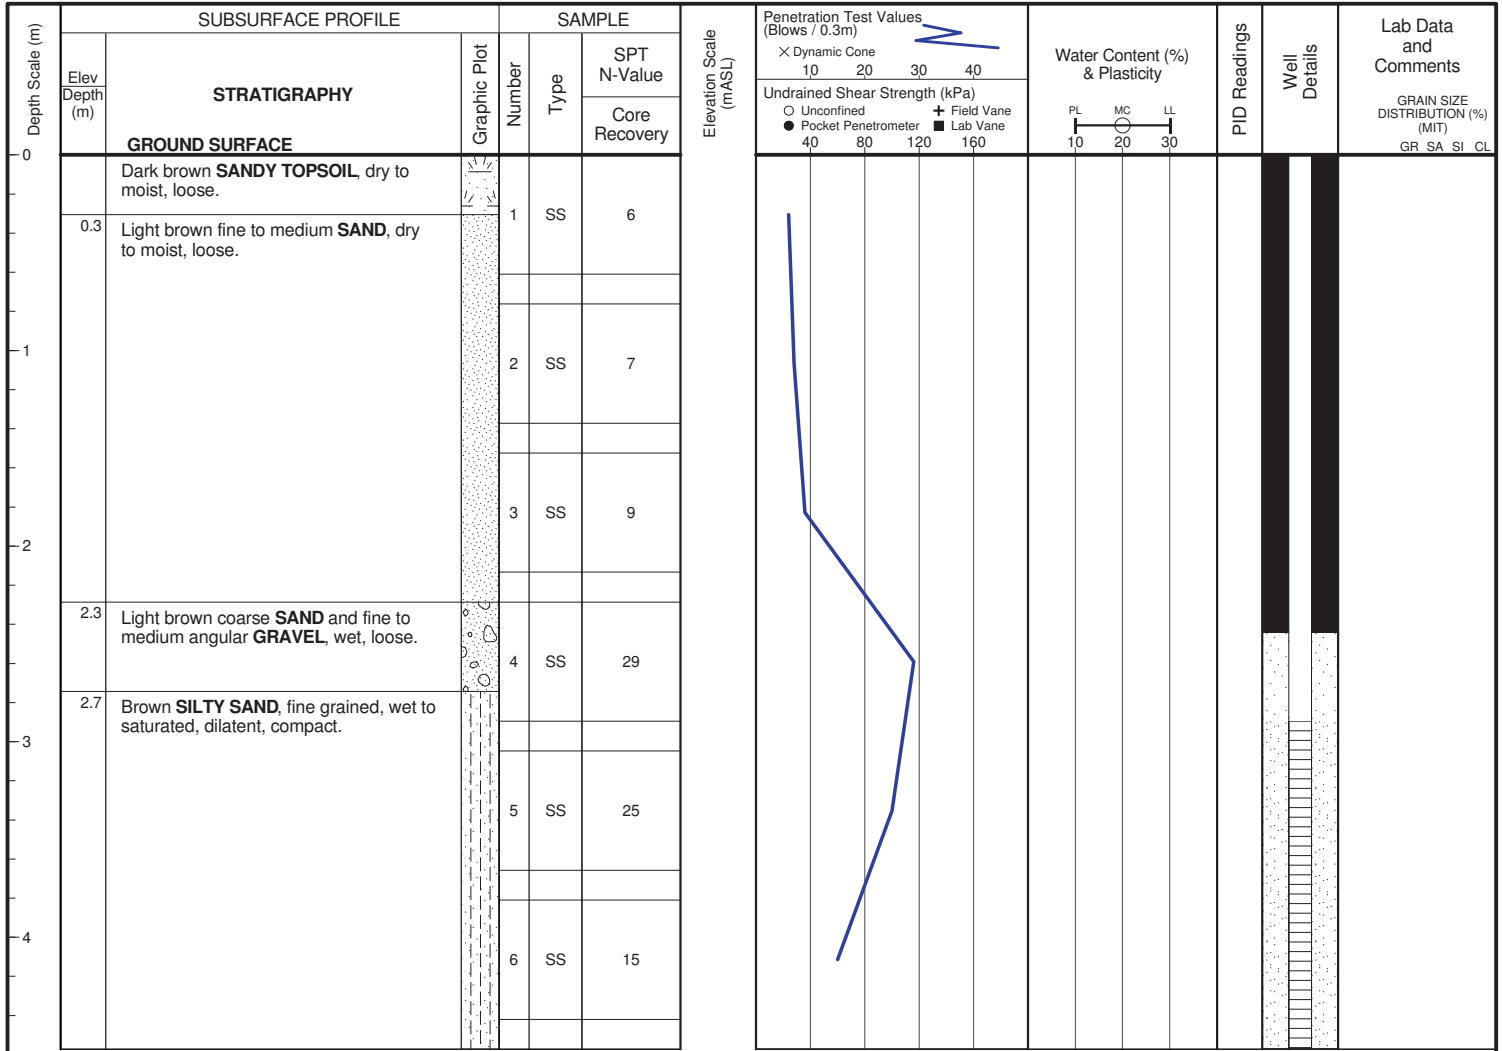 SUBSURFACE PROFILE
SAMPLE
Depth Scale (m)
Elev
Depth
(m)
STRATIGRAPHY
GROUND SURFACE
Graphic Plot
Number
Type
SPT
N-Value
Core
Recovery
Elevation Scale
(mASL)
Penetration Test Values
(Blows / 0.3m)
× Dynamic Cone
10 20 30 40
Undrained Shear Strength (kPa)
Unconfined + Field Vane
Pocket Penetrometer Lab Vane
40 80 120 160
Water Content (%)
& Plasticity
PL MC LL
10 20 30
PID Readings
Well
Details
Lab Data
and
Comments
GRAIN SIZE
DISTRIBUTION (%)
(MIT)
GR SA SI CL
0
Dark brown SANDY TOPSOIL, dry to
moist, loose.
1 SS 6
0.3
Light brown fine to medium SAND, dry
to moist, loose.
1
2 SS 7
3 SS 9
2
2.3
Light brown coarse SAND and fine to
medium angular GRAVEL, wet, loose.
4 SS 29
2.7
Brown SILTY SAND, fine grained, wet to
saturated, dilatent, compact.
3
5 SS 25
4
6 SS 15